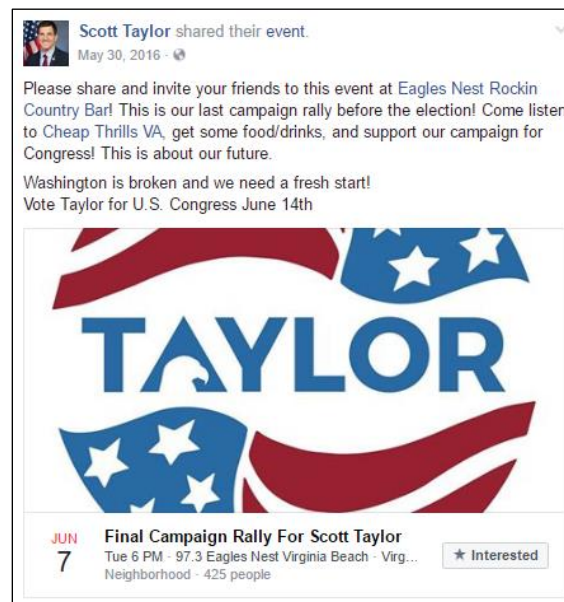 Scott Taylor shared their event.
May 30, 2016 ·
Please share and invite your friends to this event at Eagles Nest Rockin
Country Bar! This is our last campaign rally before the election! Come listen
to Cheap Thrills VA, get some food/drinks, and support our campaign for
Congress! This is about our future.
Washington is broken and we need a fresh start!
Vote Taylor for U.S. Congress June 14th
TAYLOR
JUN
7
Final Campaign Rally For Scott Taylor
Tue 6 PM · 97.3 Eagles Nest Virginia Beach · Virg...
Neighborhood · 425 people
★ Interested